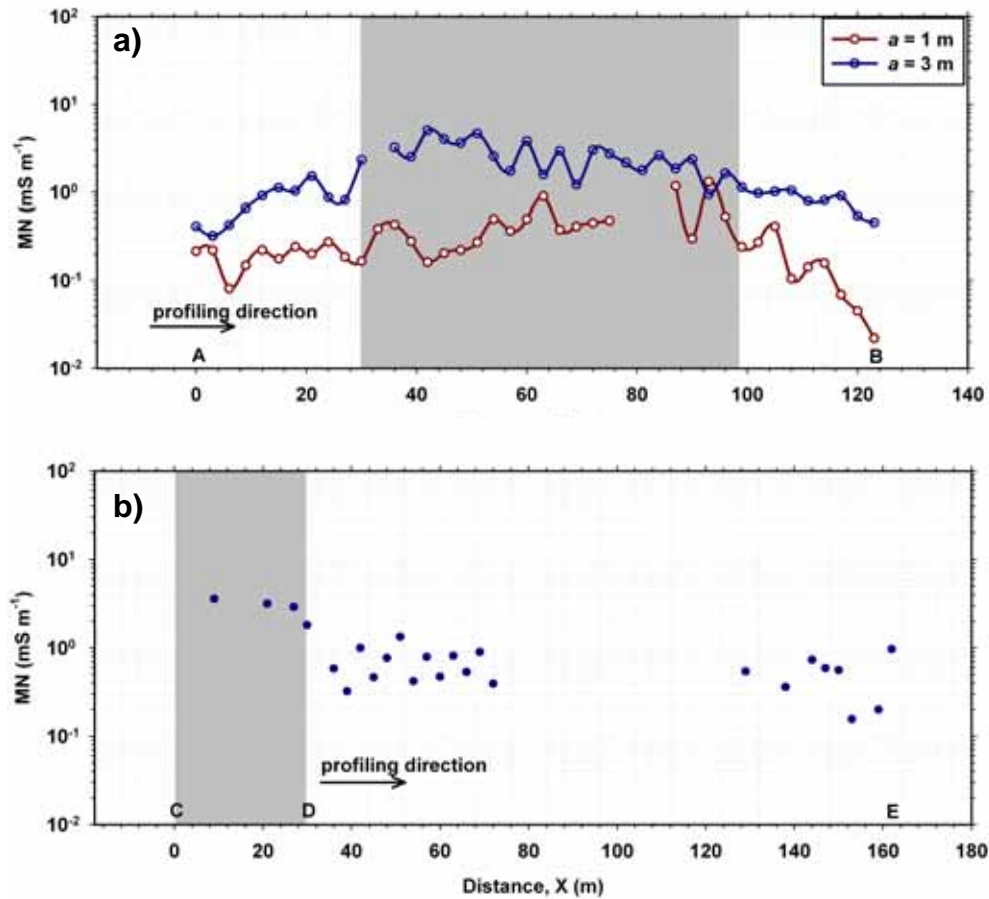 a)
a = 1 m
a = 3 m
10²
10¹
10⁰
10⁻¹
10⁻²
MN (mS m⁻¹)
profiling direction
A
B
0 20 40 60 80 100 120 140
b)
10²
10¹
10⁰
10⁻¹
10⁻²
MN (mS m⁻¹)
profiling direction
C
D
E
0 20 40 60 80 100 120 140 160 180
Distance, X (m)